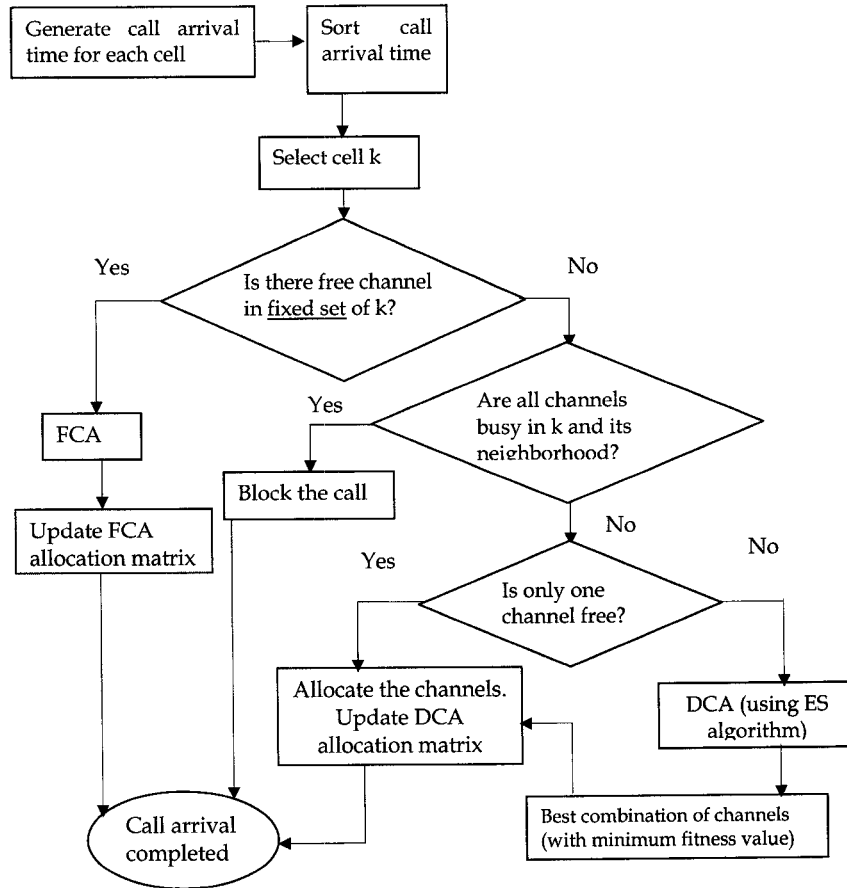 Generate call arrival
time for each cell
Sort call
arrival time
Select cell k
Yes
No
Is there free channel
in fixed set of k?
Yes
Are all channels
busy in k and its
neighborhood?
FCA
Block the call
Update FCA
allocation matrix
No
Yes
No
Is only one
channel free?
Allocate the channels.
Update DCA
allocation matrix
DCA (using ES
algorithm)
Best combination of channels
(with minimum fitness value)
Call arrival
completed